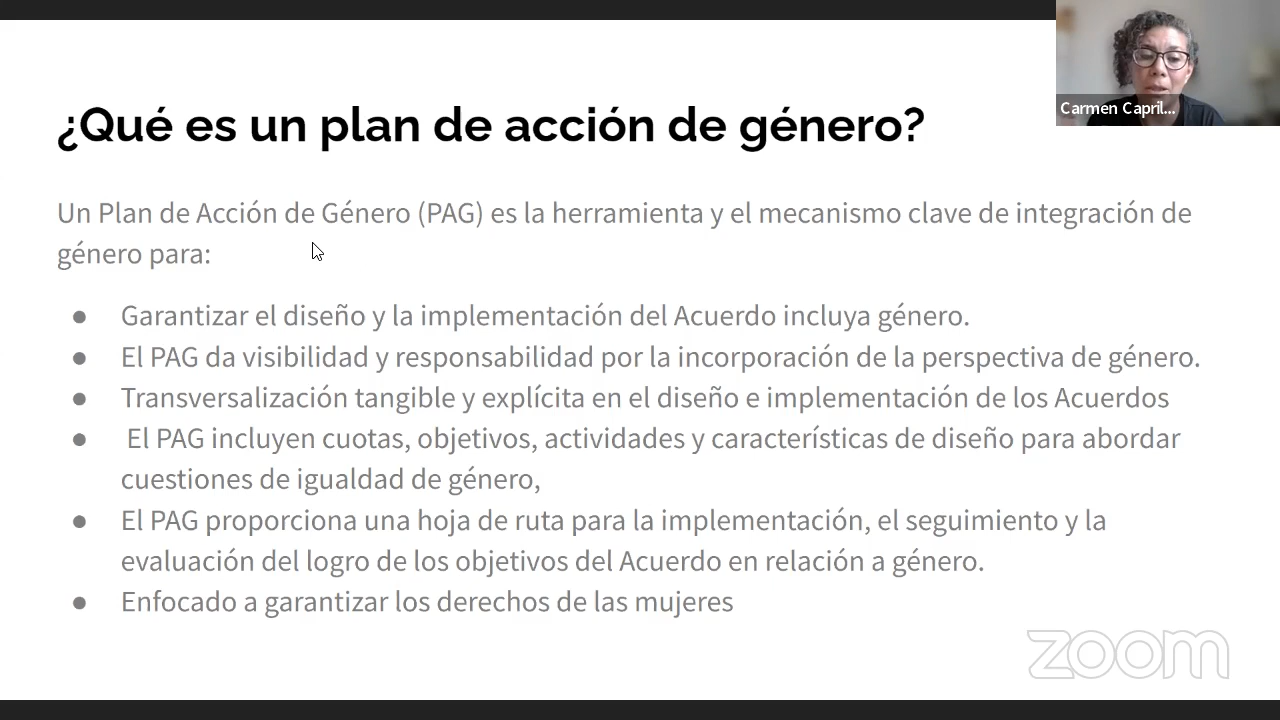 ¿Qué es un plan de acción de género?
Carmen Capril...
Un Plan de Acción de Género (PAG) es la herramienta y el mecanismo clave de integración de
género para:
● Garantizar el diseño y la implementación del Acuerdo incluya género.
● El PAG da visibilidad y responsabilidad por la incorporación de la perspectiva de género.
● Transversalización tangible y explícita en el diseño e implementación de los Acuerdos
● El PAG incluyen cuotas, objetivos, actividades y características de diseño para abordar
cuestiones de igualdad de género,
● El PAG proporciona una hoja de ruta para la implementación, el seguimiento y la
evaluación del logro de los objetivos del Acuerdo en relación a género.
● Enfocado a garantizar los derechos de las mujeres
zoom